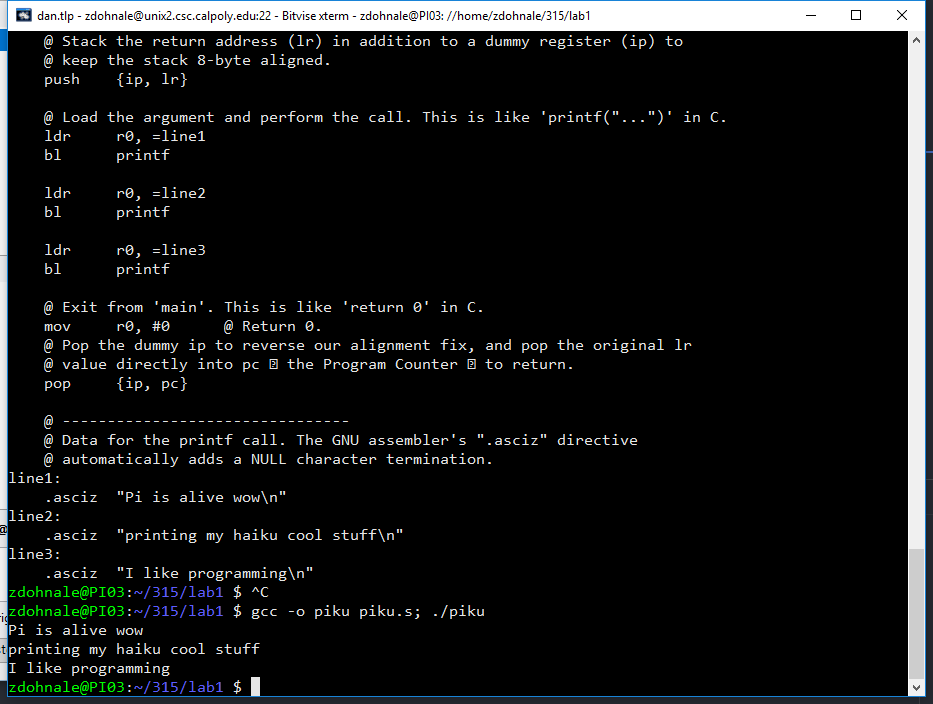 dan.tlp - zdohnale@unix2.csc.calpoly.edu:22 - Bitvise xterm - zdohnale@PI03: //home/zdohnale/315/lab1
    @ Stack the return address (lr) in addition to a dummy register (ip) to
    @ keep the stack 8-byte aligned.
    push    {ip, lr}

    @ Load the argument and perform the call. This is like 'printf("...")' in C.
    ldr     r0, =line1
    bl      printf

    ldr     r0, =line2
    bl      printf

    ldr     r0, =line3
    bl      printf

    @ Exit from 'main'. This is like 'return 0' in C.
    mov     r0, #0      @ Return 0.
    @ Pop the dummy ip to reverse our alignment fix, and pop the original lr
    @ value directly into pc � the Program Counter � to return.
    pop     {ip, pc}

    @ --------------------------------
    @ Data for the printf call. The GNU assembler's ".asciz" directive
    @ automatically adds a NULL character termination.
line1:
    .asciz  "Pi is alive wow\n"
line2:
    .asciz  "printing my haiku cool stuff\n"
line3:
    .asciz  "I like programming\n"
zdohnale@PI03:~/315/lab1 $ ^C
zdohnale@PI03:~/315/lab1 $ gcc -o piku piku.s; ./piku
Pi is alive wow
printing my haiku cool stuff
I like programming
zdohnale@PI03:~/315/lab1 $